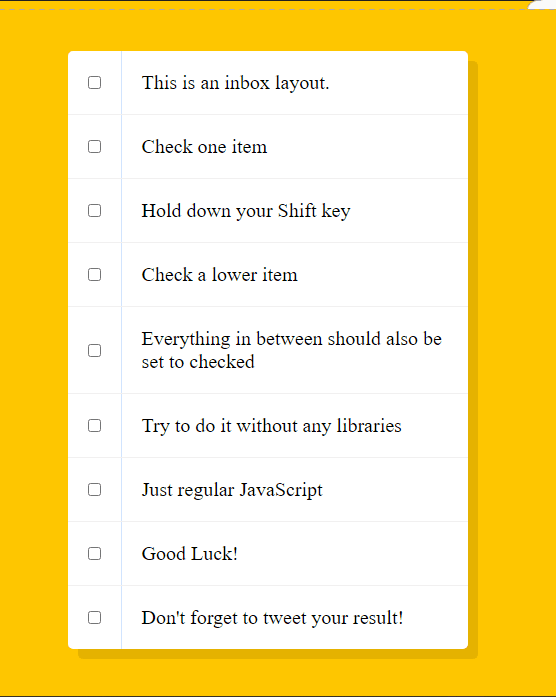 This is an inbox layout.
Check one item
Hold down your Shift key
Check a lower item
Everything in between should also be
set to checked
Try to do it without any libraries
Just regular JavaScript
Good Luck!
Don't forget to tweet your result!